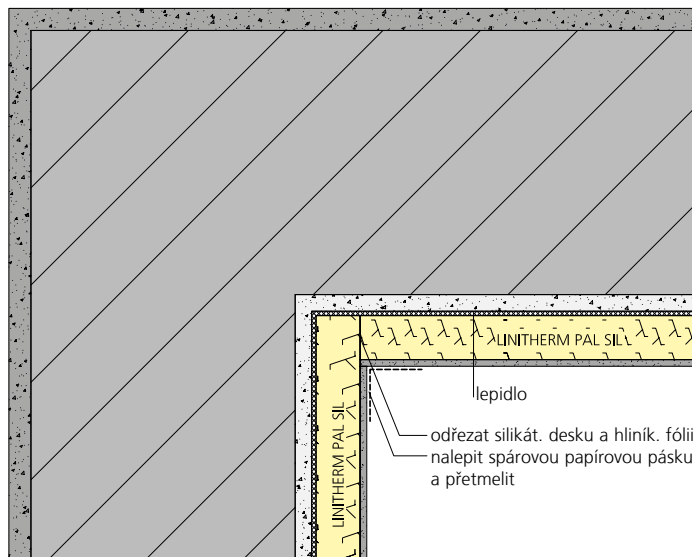 LINITHERM PAL SIL
lepidlo
LINITHERM PAL SIL
odřezat silikát. desku a hliník. fólii
nalepit spárovou papírovou pásku
a přetmelit